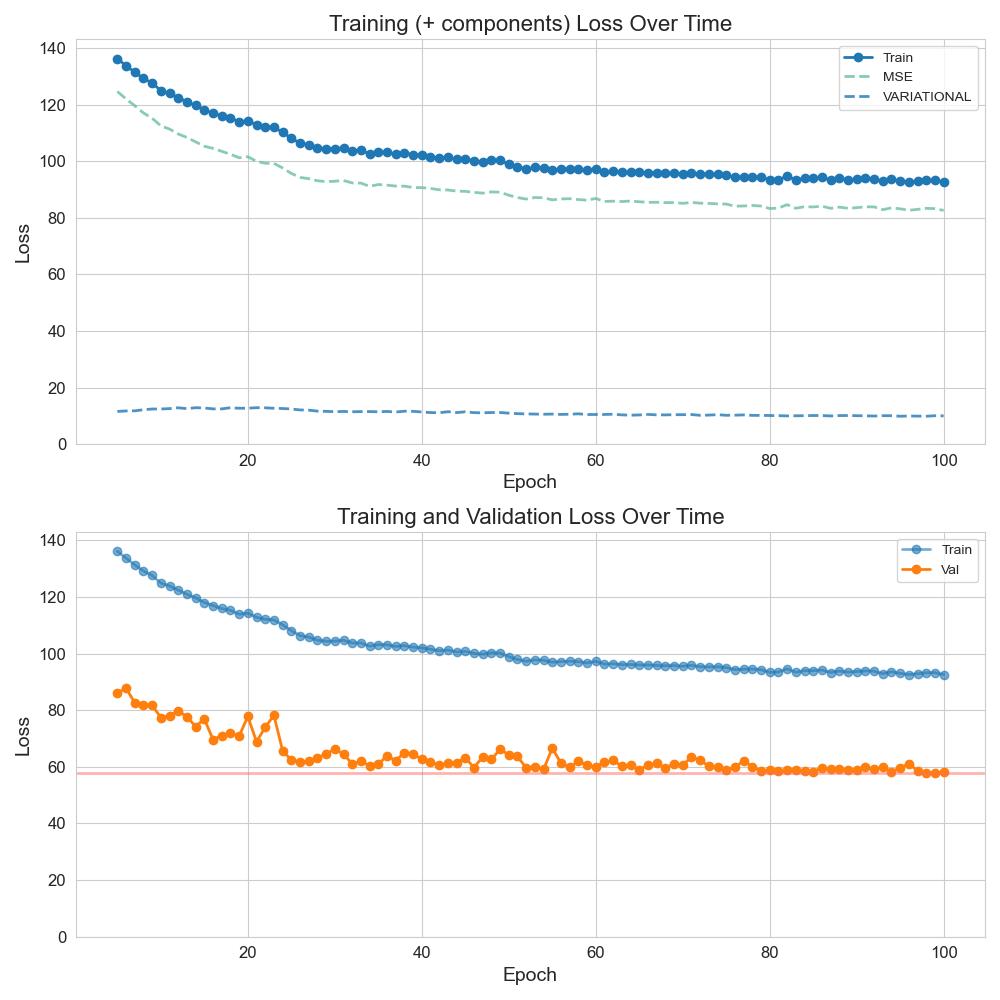 Training (+ components) Loss Over Time
140
120
100
80
60
40
20
0
Loss
Train
MSE
VARIATIONAL
20 40 60 80 100
Epoch
Training and Validation Loss Over Time
140
120
100
80
60
40
20
0
Loss
Train
Val
20 40 60 80 100
Epoch